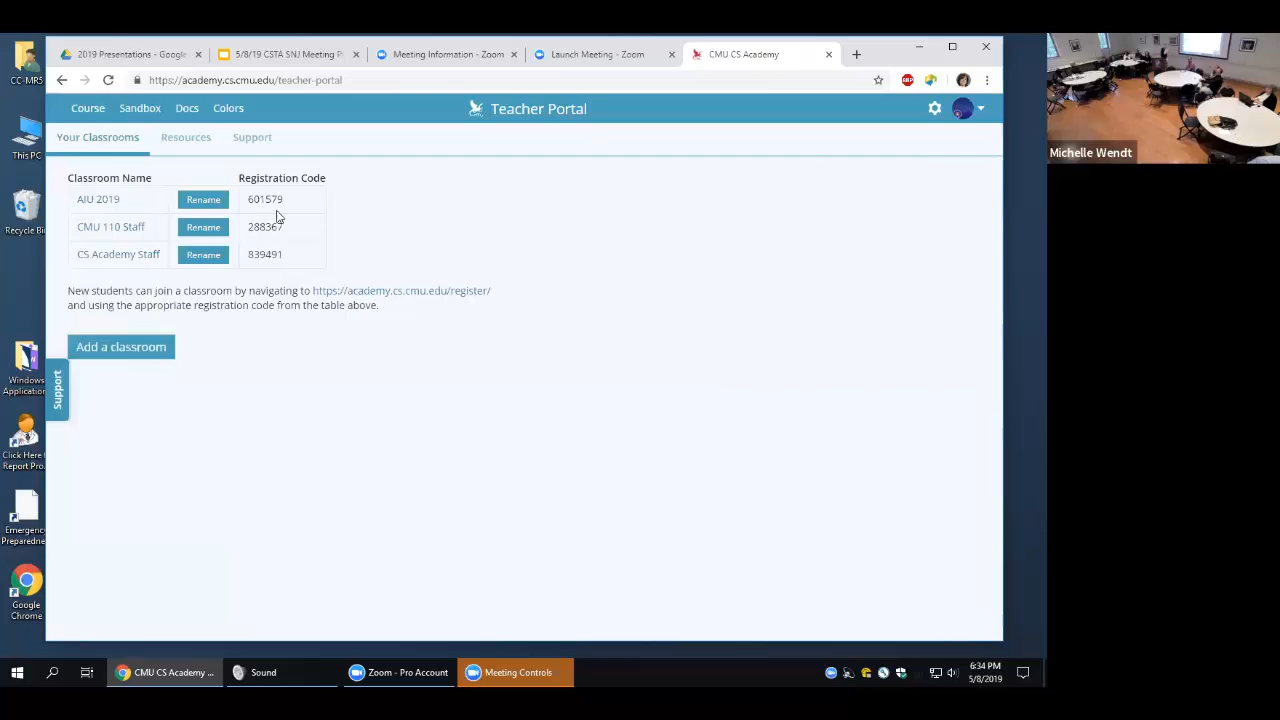 2019 Presentations - Google
5/8/19 CSTA SNJ Meeting P
Meeting Information - Zoom
Launch Meeting - Zoom
CMU CS Academy
https://academy.cs.cmu.edu/teacher-portal
ABP
Course
Sandbox
Docs
Colors
Teacher Portal
Your Classrooms
Resources
Support
Classroom Name
Registration Code
AIU 2019
Rename
601579
CMU 110 Staff
Rename
288367
CS Academy Staff
Rename
839491
New students can join a classroom by navigating to https://academy.cs.cmu.edu/register/
and using the appropriate registration code from the table above.
Add a classroom
Support
CC-MR5
This PC
Recycle Bin
Windows
Application
Click Here t
Report Pro..
Emergency
Preparedne..
Google
Chrome
Michelle Wendt
CMU CS Academy ...
Sound
Zoom - Pro Account
Meeting Controls
6:34 PM
5/8/2019